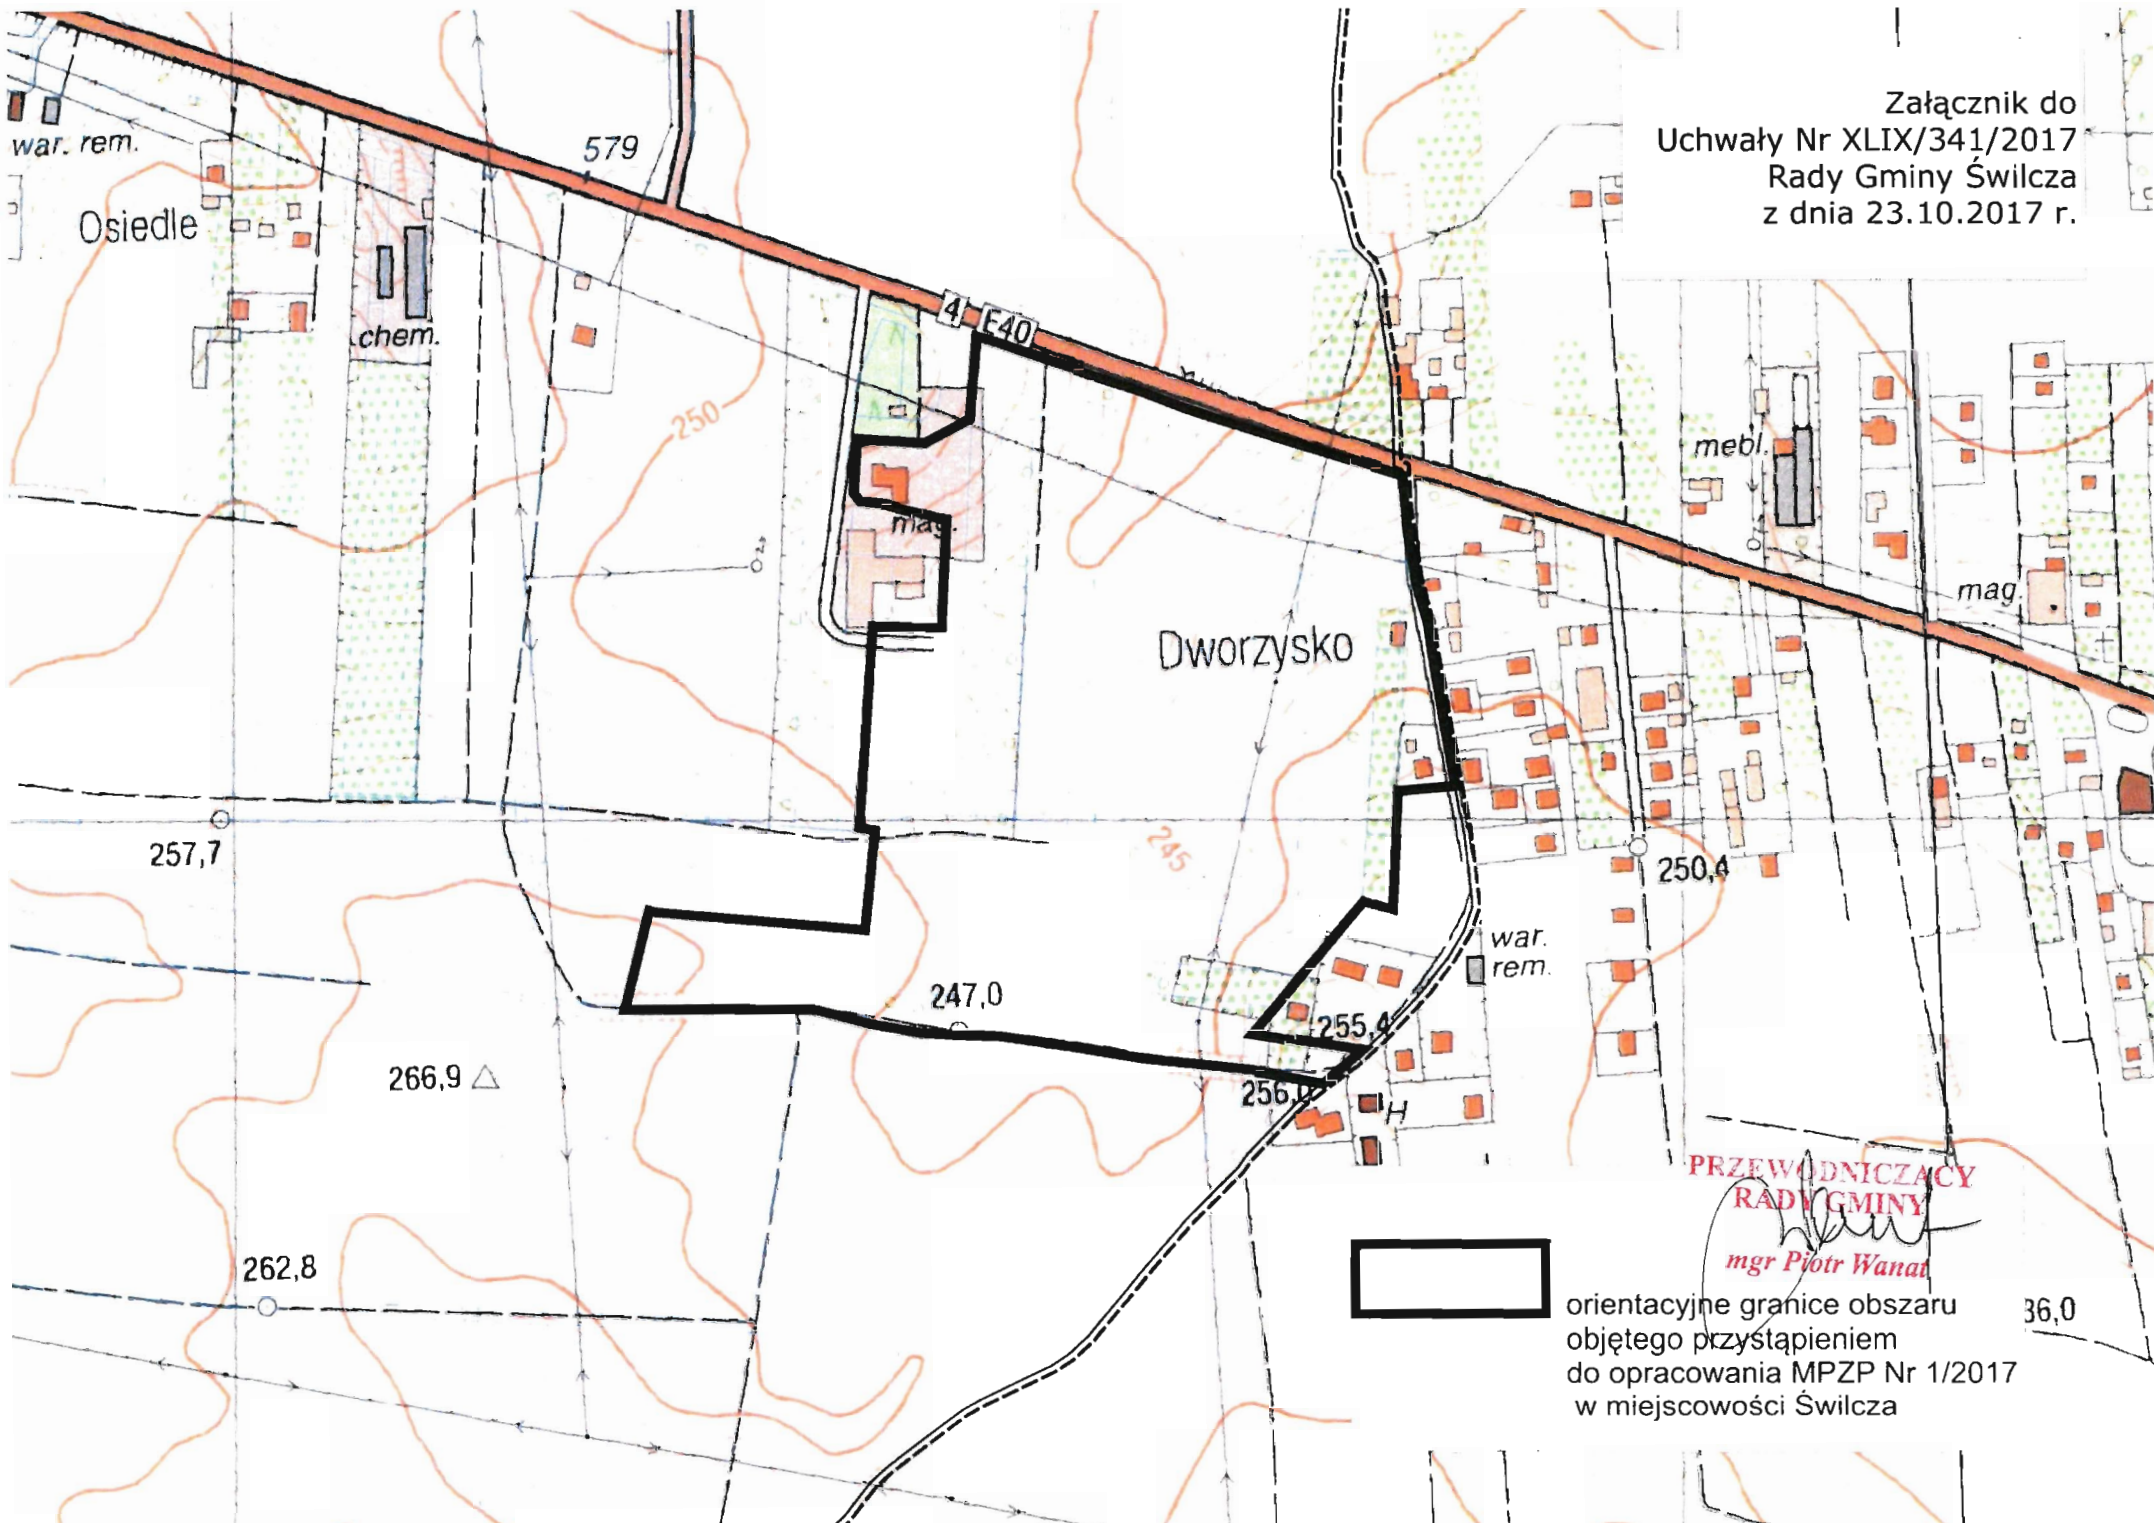 Załącznik do
Uchwały Nr XLIX/341/2017
Rady Gminy Świlcza
z dnia 23.10.2017 r.
war. rem.
579
Osiedle
chem.
4
E40
250
mag.
mebl.
mag.
Dworzysko
257,7
245
250,4
war.
rem.
247,0
255,4
266,9
256,0
H
262,8
PRZEWODNICZĄCY
RADY GMINY
mgr Piotr Wanat
orientacyjne granice obszaru
objętego przystąpieniem
do opracowania MPZP Nr 1/2017
w miejscowości Świlcza
36,0